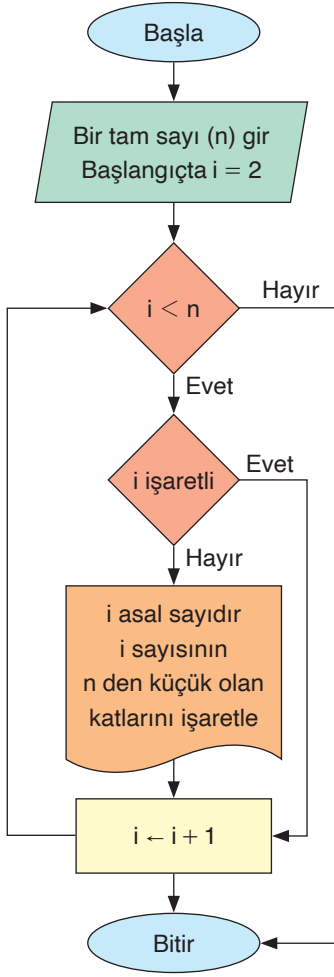 Başla
Bir tam sayı (n) gir
Başlangıçta i = 2
i < n
Hayır
Evet
i işaretli
Evet
Hayır
i asal sayıdır
i sayısının
n den küçük olan
katlarını işaretle
i ← i + 1
Bitir